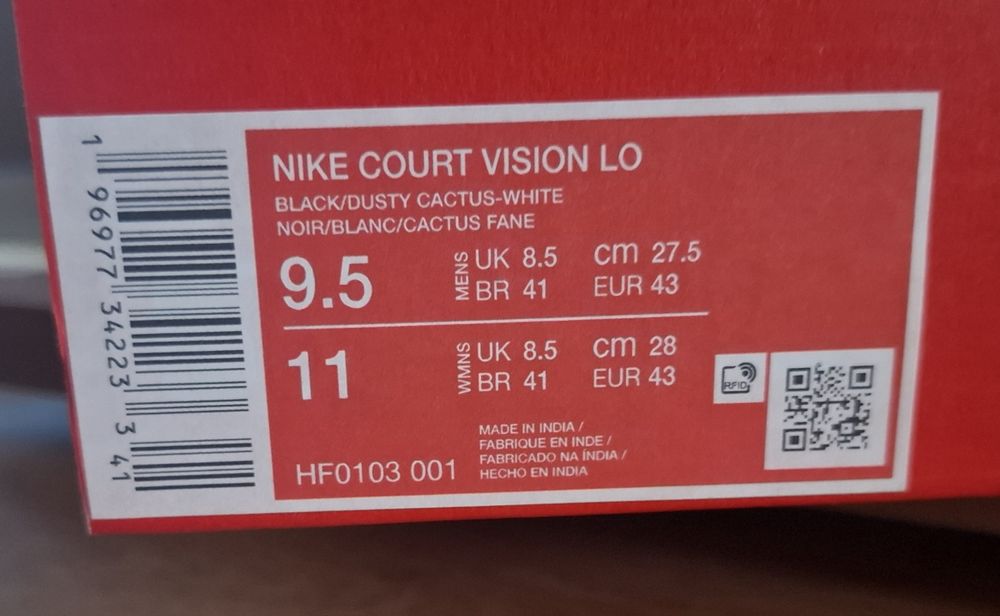 NIKE COURT VISION LO
BLACK/DUSTY CACTUS-WHITE
NOIR/BLANC/CACTUS FANE
9.5 MENS UK 8.5 cm 27.5
BR 41 EUR 43
11 WMNS UK 8.5 cm 28
BR 41 EUR 43
RFID
MADE IN INDIA /
FABRIQUE EN INDE /
FABRICADO NA ÍNDIA /
HECHO EN INDIA
HF0103 001
1 96977 34223 3 41